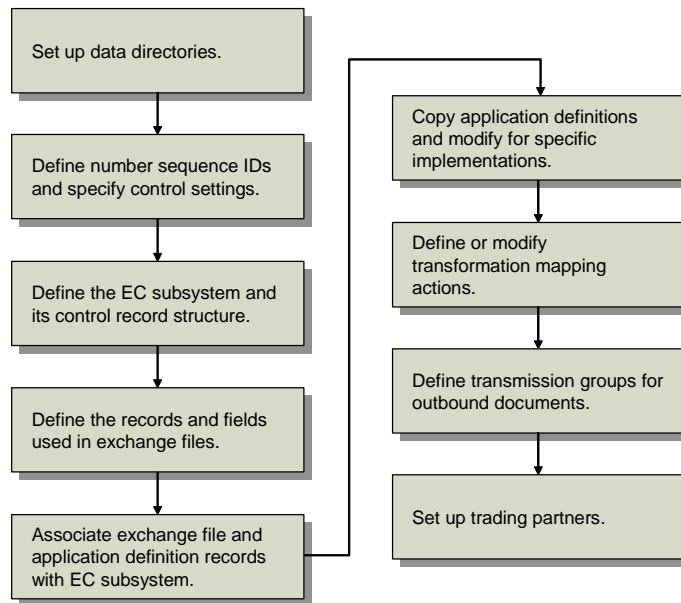 Set up data directories.
Define number sequence IDs
and specify control settings.
Define the EC subsystem and
its control record structure.
Define the records and fields
used in exchange files.
Associate exchange file and
application definition records
with EC subsystem.
Copy application definitions
and modify for specific
implementations.
Define or modify
transformation mapping
actions.
Define transmission groups for
outbound documents.
Set up trading partners.